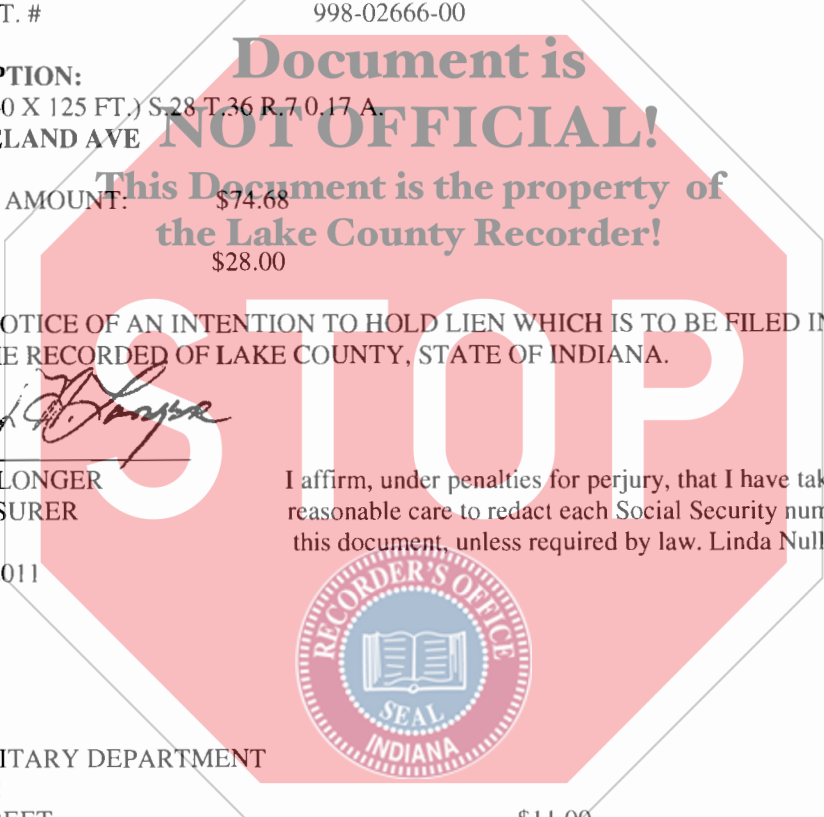 T. # 998-02666-00
Document is
PTION:
0 X 125 FT.) S.28 T.36 R.7 0.17 A.
NOT OFFICIAL!
LAND AVE
This Document is the property of
AMOUNT: $74.68
the Lake County Recorder!
$28.00
STOP
OTICE OF AN INTENTION TO HOLD LIEN WHICH IS TO BE FILED IN
E RECORDED OF LAKE COUNTY, STATE OF INDIANA.
LONGER
SURER
I affirm, under penalties for perjury, that I have tak
reasonable care to redact each Social Security num
this document, unless required by law. Linda Null
011
RECORDER'S OFFICE
SEAL
INDIANA
ITARY DEPARTMENT
$11.00